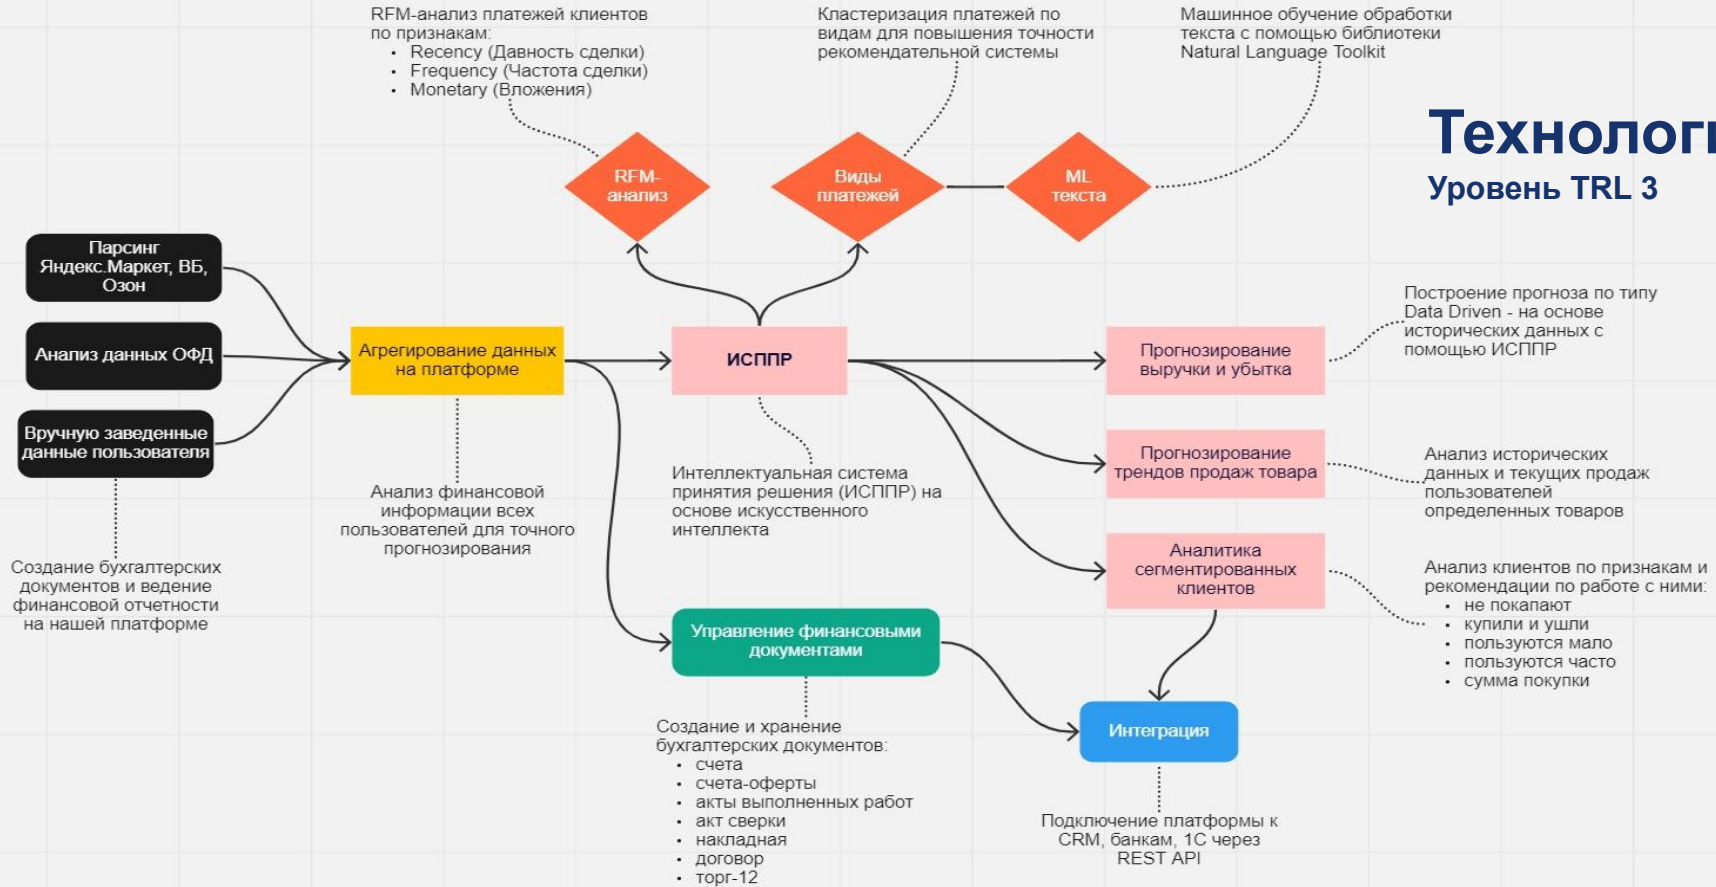 RFM-анализ платежей клиентов
по признакам:
• Recency (Давность сделки)
• Frequency (Частота сделки)
• Monetary (Вложения)
Кластеризация платежей по
видам для повышения точности
рекомендательной системы
Машинное обучение обработки
текста с помощью библиотеки
Natural Language Toolkit
Технологи
Уровень TRL 3
RFM-
анализ
Виды
платежей
ML
текста
Парсинг
Яндекс.Маркет, ВБ,
Озон
Анализ данных ОФД
Вручную заведенные
данные пользователя
Создание бухгалтерских
документов и ведение
финансовой отчетности
на нашей платформе
Агрегирование данных
на платформе
Анализ финансовой
информации всех
пользователей для точного
прогнозирования
ИСППР
Интеллектуальная система
принятия решения (ИСППР) на
основе искусственного
интеллекта
Прогнозирование
выручки и убытка
Построение прогноза по типу
Data Driven - на основе
исторических данных с
помощью ИСППР
Прогнозирование
трендов продаж товара
Анализ исторических
данных и текущих продаж
пользователей
определенных товаров
Аналитика
сегментированных
клиентов
Анализ клиентов по признакам и
рекомендации по работе с ними:
• не покапают
• купили и ушли
• пользуются мало
• пользуются часто
• сумма покупки
Управление финансовыми
документами
Создание и хранение
бухгалтерских документов:
• счета
• счета-оферты
• акты выполненных работ
• акт сверки
• накладная
• договор
• торг-12
Интеграция
Подключение платформы к
CRM, банкам, 1С через
REST API